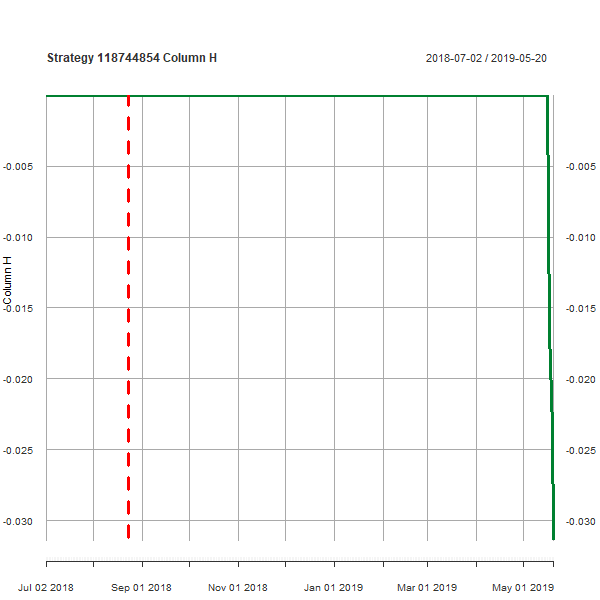 Strategy 118744854 Column H
2018-07-02 / 2019-05-20
-0.005
-0.005
-0.010
-0.010
Column H
-0.015
-0.015
-0.020
-0.020
-0.025
-0.025
-0.030
-0.030
Jul 02 2018
Sep 01 2018
Nov 01 2018
Jan 01 2019
Mar 01 2019
May 01 2019